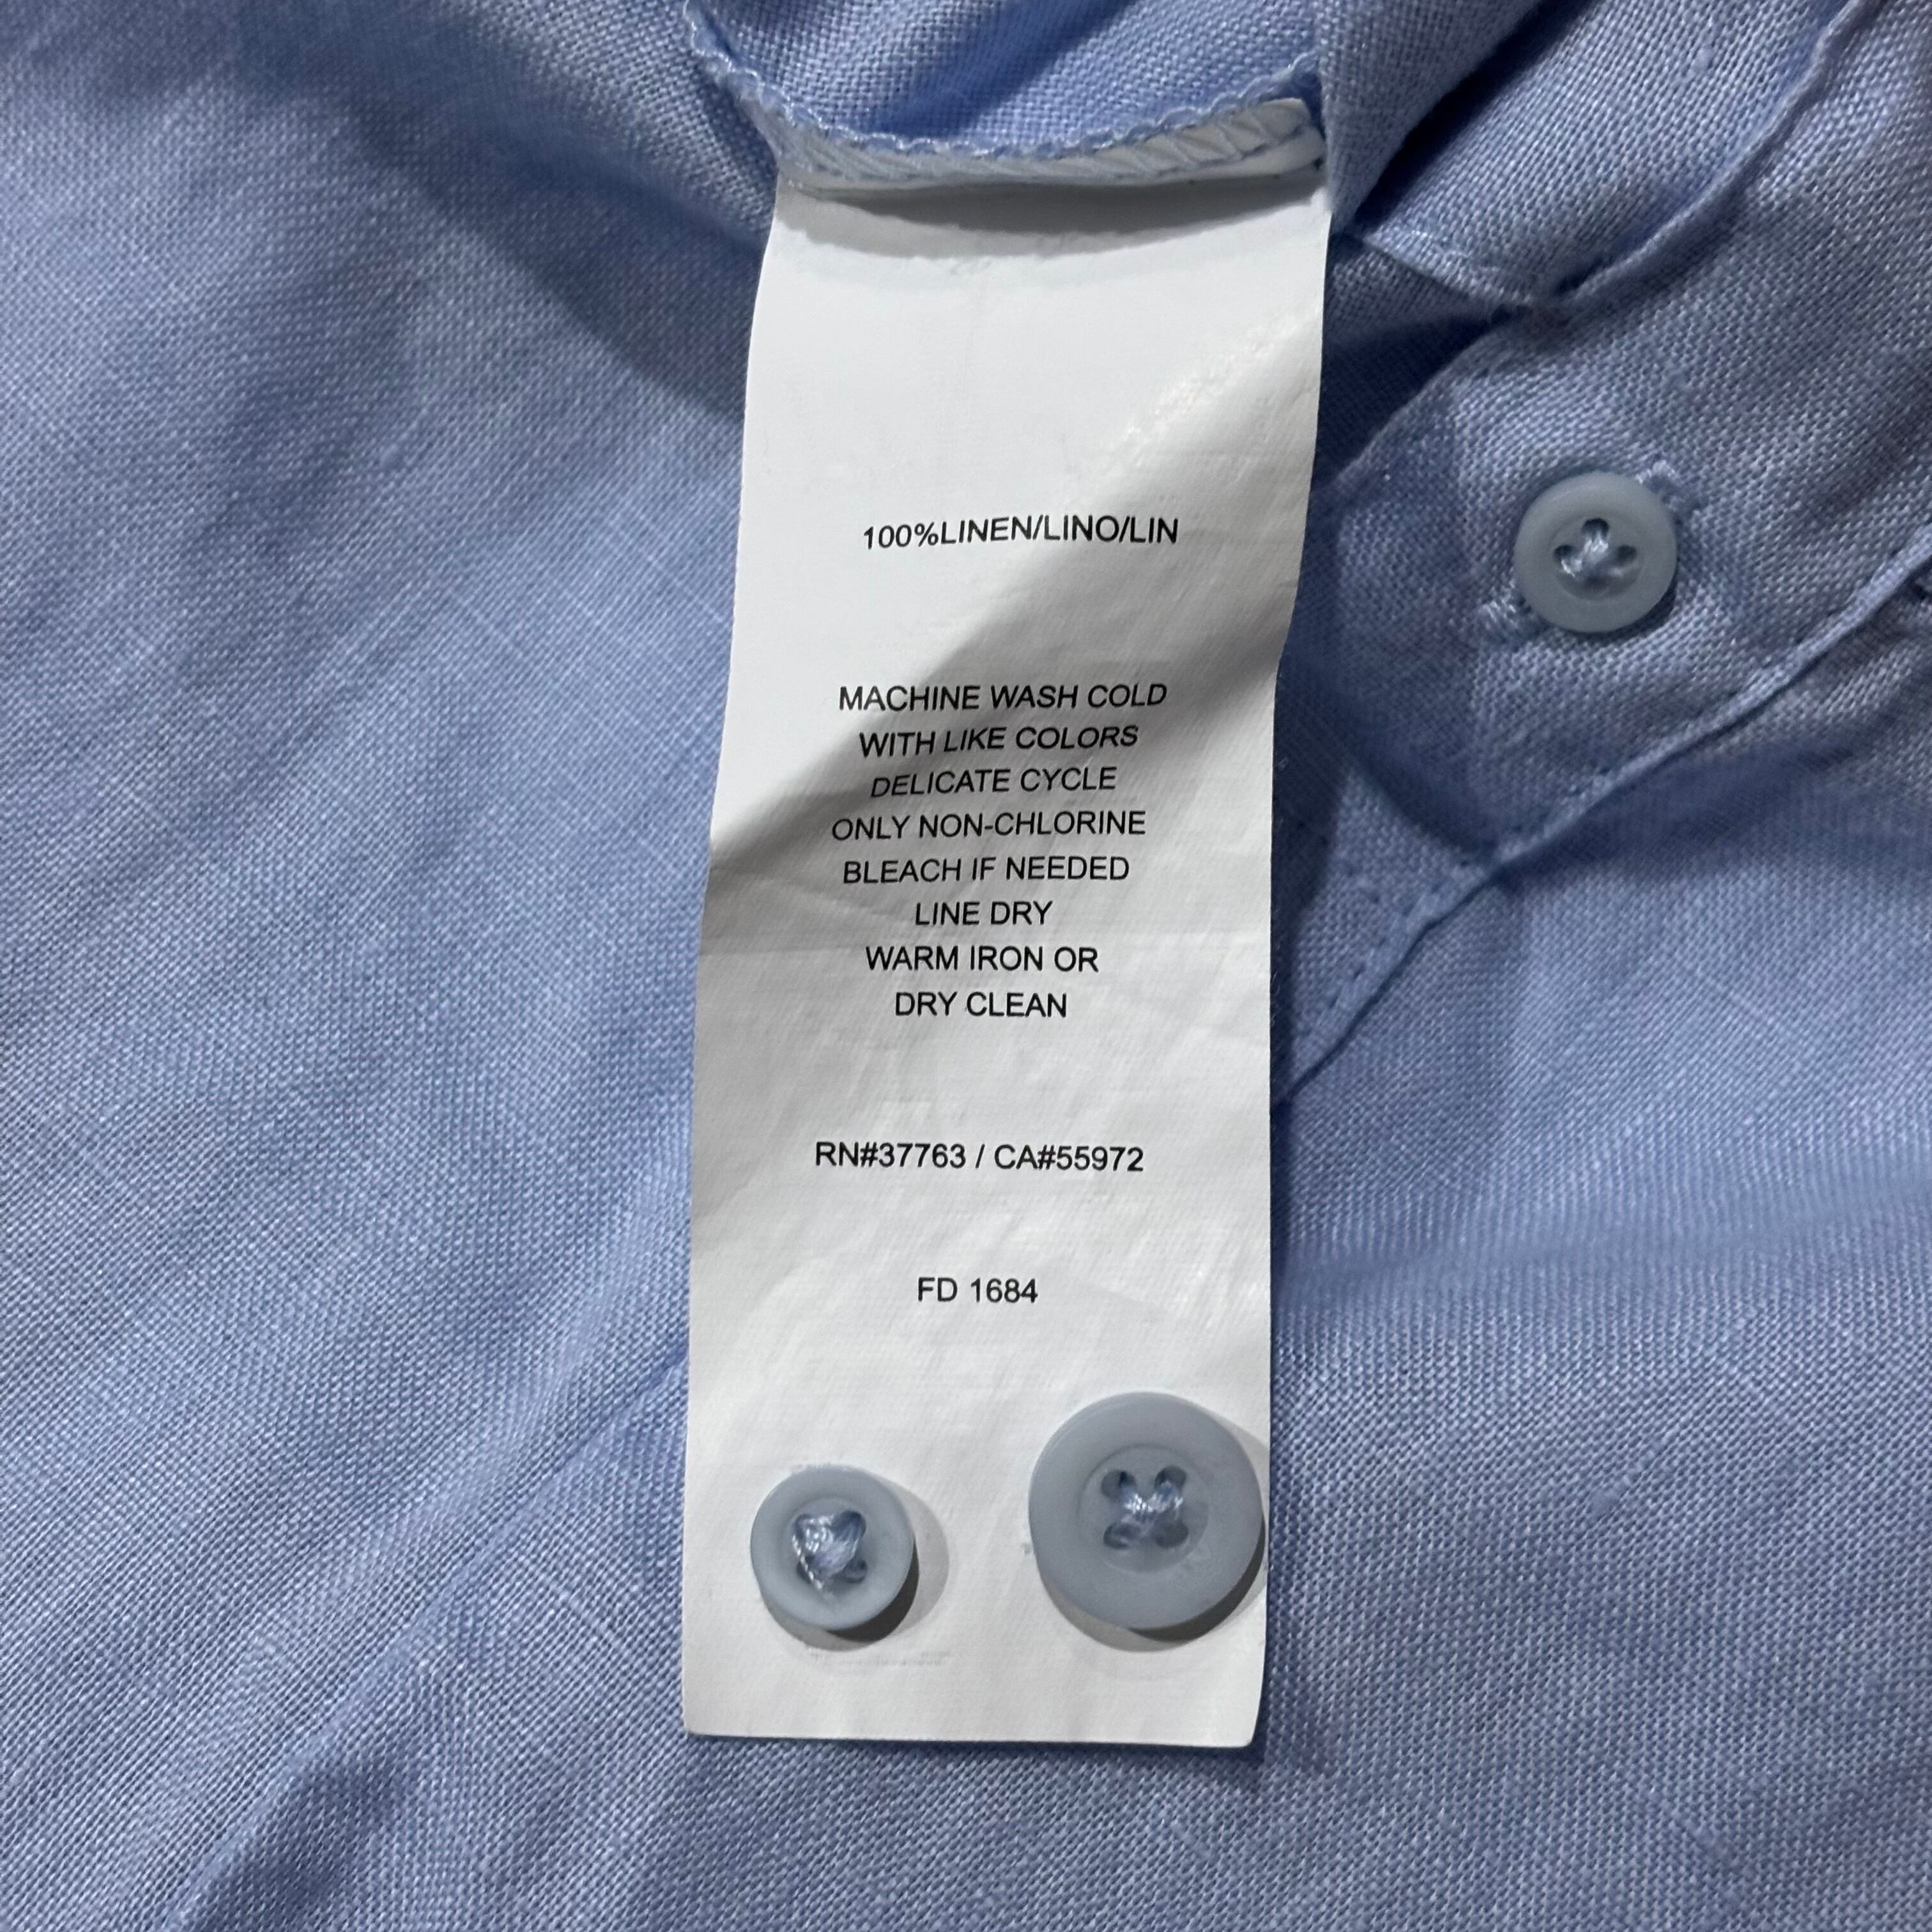 100%LINEN/LINO/LIN
MACHINE WASH COLD
WITH LIKE COLORS
DELICATE CYCLE
ONLY NON-CHLORINE
BLEACH IF NEEDED
LINE DRY
WARM IRON OR
DRY CLEAN
RN#37763 / CA#55972
FD 1684